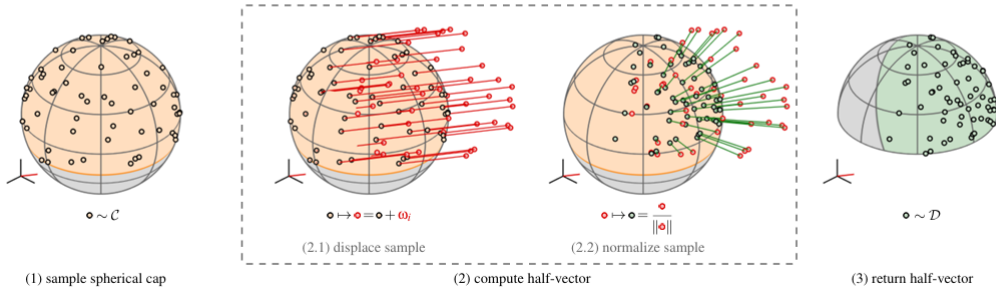 ∼ 𝒞
↦ = + ωᵢ
↦ = / || ||
∼ 𝒟
(2.1) displace sample
(2.2) normalize sample
(1) sample spherical cap
(2) compute half-vector
(3) return half-vector